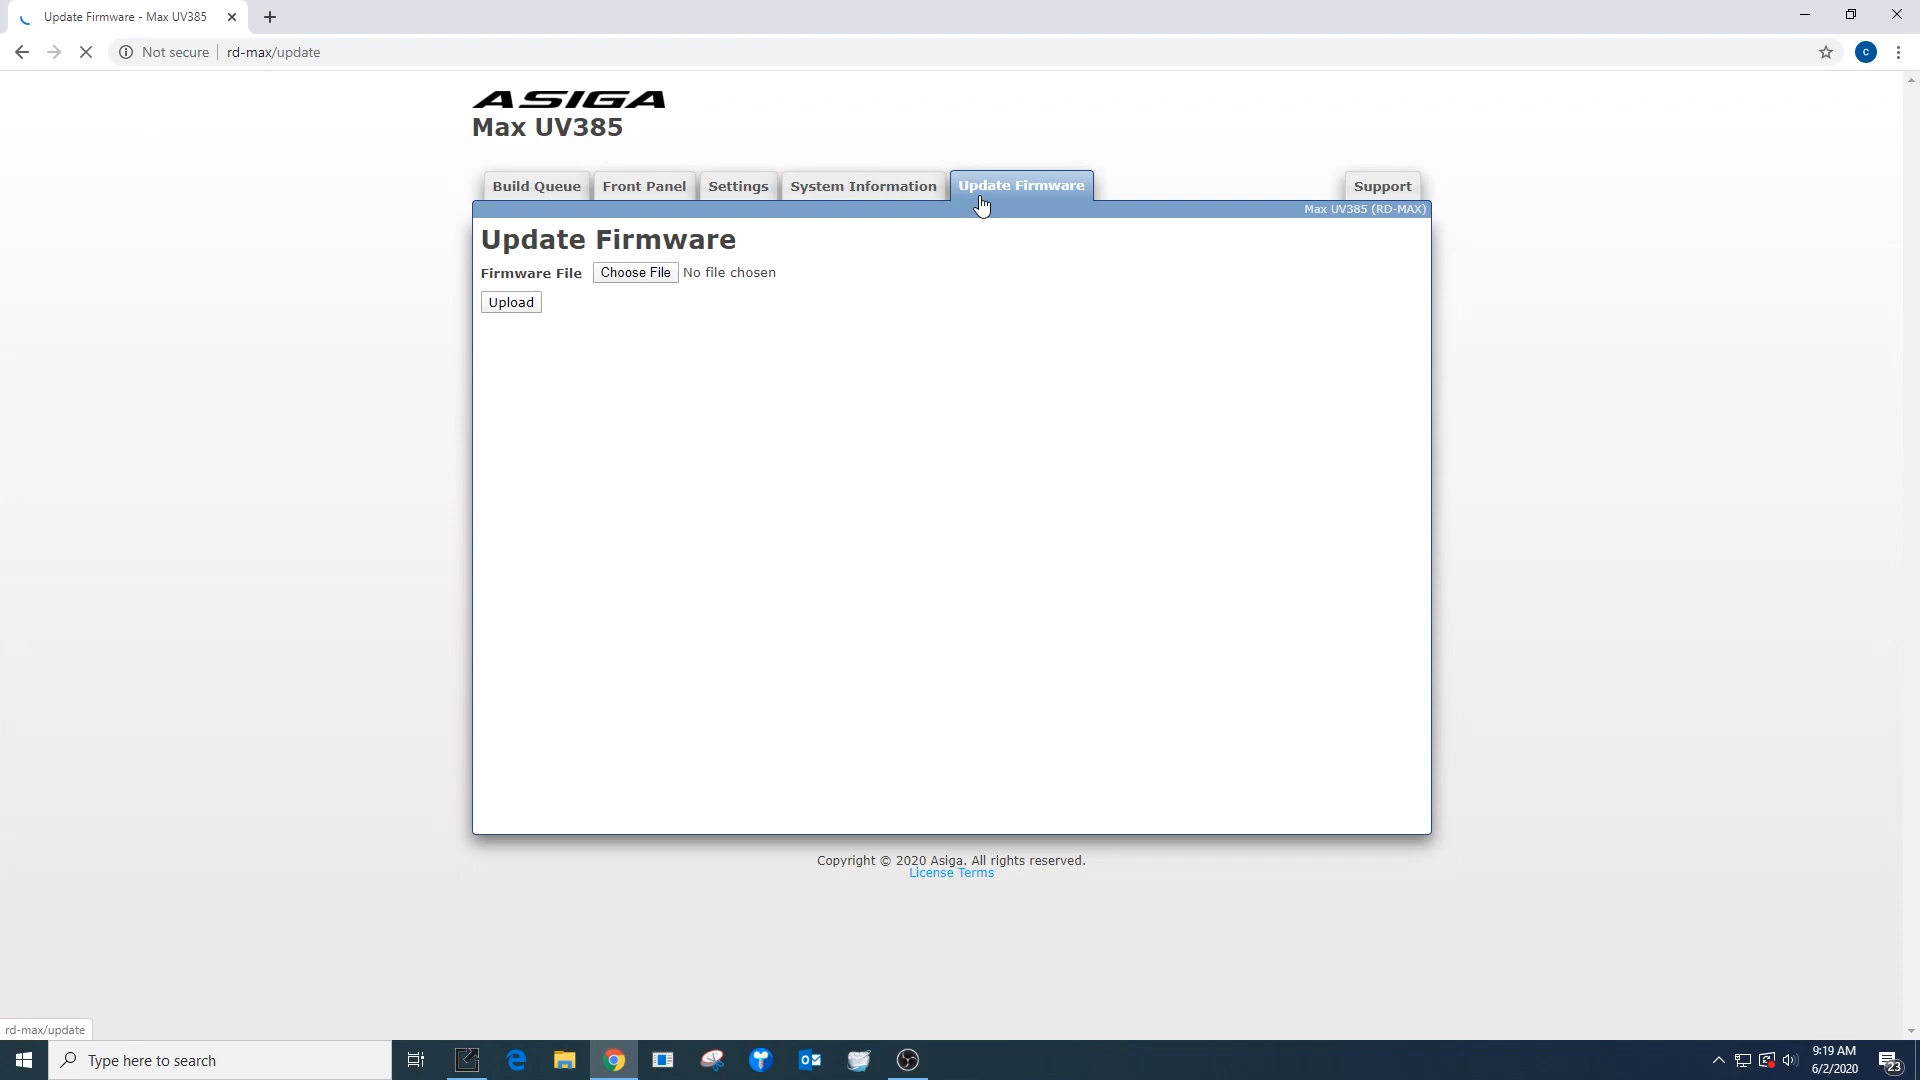 Update Firmware - Max UV385
Not secure rd-max/update
c
ASIGA
Max UV385
Build Queue Front Panel Settings System Information Update Firmware Support
Max UV385 (RD-MAX)
Update Firmware
Firmware File Choose File No file chosen
Upload
Copyright © 2020 Asiga. All rights reserved.
License Terms
rd-max/update
Type here to search
9:19 AM
6/2/2020
23